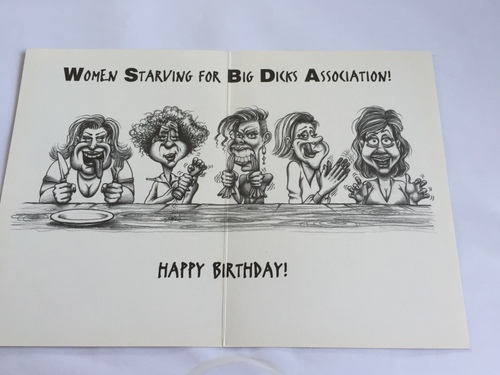 WOMEN STARVING FOR BIG DICKS ASSOCIATION!
HAPPY BIRTHDAY!